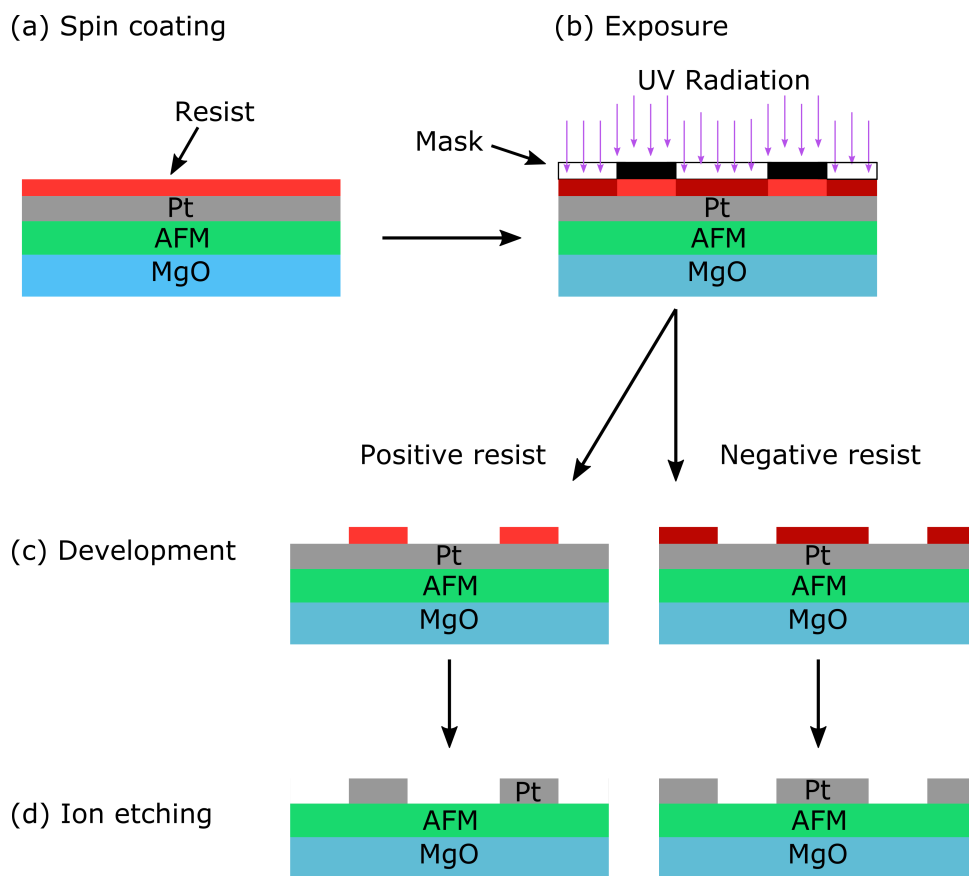 (a) Spin coating
(b) Exposure
UV Radiation
Resist
Mask
Pt
AFM
MgO
Pt
AFM
MgO
Positive resist
Negative resist
(c) Development
Pt
AFM
MgO
Pt
AFM
MgO
(d) Ion etching
Pt
AFM
MgO
Pt
AFM
MgO